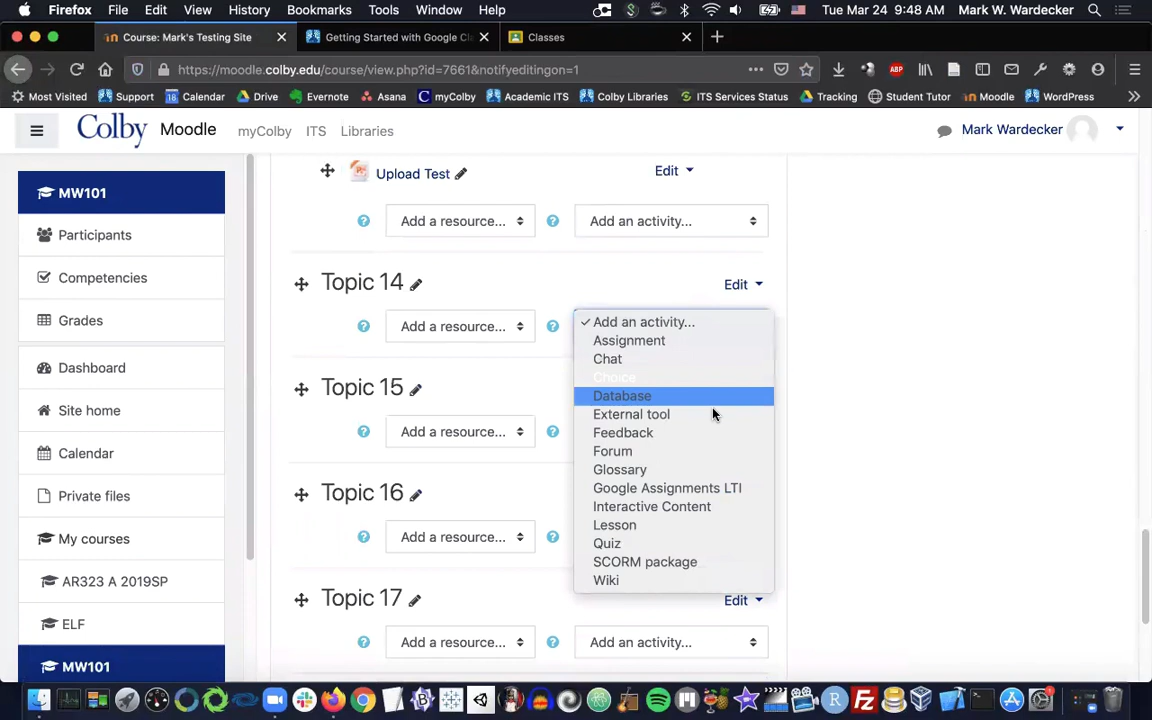 Firefox File Edit View History Bookmarks Tools Window Help Tue Mar 24 9:48 AM Mark W. Wardecker
Course: Mark's Testing Site Getting Started with Google Cl Classes
https://moodle.colby.edu/course/view.php?id=7661&notifyeditingon=1
Most Visited Support Calendar Drive Evernote Asana myColby Academic ITS Colby Libraries ITS Services Status Tracking Student Tutor Moodle WordPress
Colby Moodle myColby ITS Libraries Mark Wardecker
MW101
Participants
Competencies
Grades
Dashboard
Site home
Calendar
Private files
My courses
AR323 A 2019SP
ELF
MW101
Upload Test Edit
Add a resource... Add an activity...
Topic 14 Edit
Add a resource...
Topic 15
Add a resource...
Topic 16
Add a resource...
Topic 17 Edit
Add a resource... Add an activity...
Add an activity...
Assignment
Chat
Choice
Database
External tool
Feedback
Forum
Glossary
Google Assignments LTI
Interactive Content
Lesson
Quiz
SCORM package
Wiki